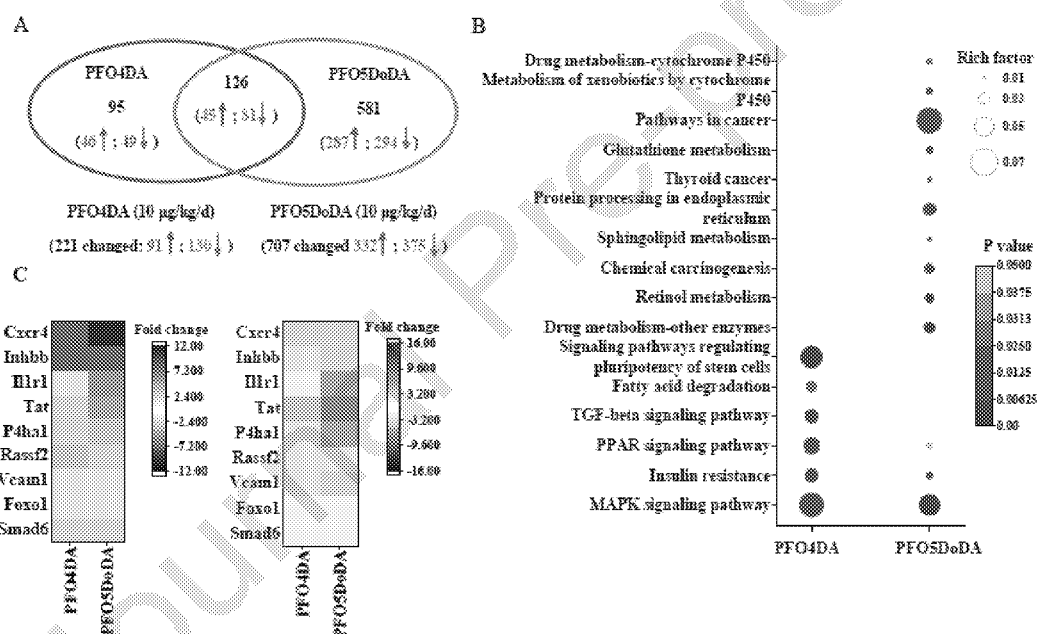 A
PFO4DA
95
(46↑ ; 49↓)
126
(45↑ ; 81↓)
PFO5DoDA
581
(287↑ ; 294↓)
PFO4DA (10 µg/kg/d)
(221 changed: 91↑ ; 130↓)
PFO5DoDA (10 µg/kg/d)
(707 changed 332↑ ; 375↓)
B
Drug metabolism-cytochrome P450
Metabolism of xenobiotics by cytochrome
P450
Pathways in cancer
Glutathione metabolism
Thyroid cancer
Protein processing in endoplasmic
reticulum
Sphingolipid metabolism
Chemical carcinogenesis
Retinol metabolism
Drug metabolism-other enzymes
Signaling pathways regulating
pluripotency of stem cells
Fatty acid degradation
TGF-beta signaling pathway
PPAR signaling pathway
Insulin resistance
MAPK signaling pathway
PFO4DA
PFO5DoDA
Rich factor
0.01
0.03
0.05
0.07
P value
0.0500
0.0375
0.0313
0.0250
0.0125
0.00625
0.00
C
Cxcr4
Inhbb
Il1r1
Tat
P4ha1
Rassf2
Vcam1
Foxo1
Smad6
PFO4DA
PFO5DoDA
Fold change
12.00
7.200
2.400
-2.400
-7.200
-12.00
Cxcr4
Inhbb
Il1r1
Tat
P4ha1
Rassf2
Vcam1
Foxo1
Smad6
PFO4DA
PFO5DoDA
Fold change
16.00
9.600
3.200
-3.200
-9.600
-16.00
Journal Pre-pro